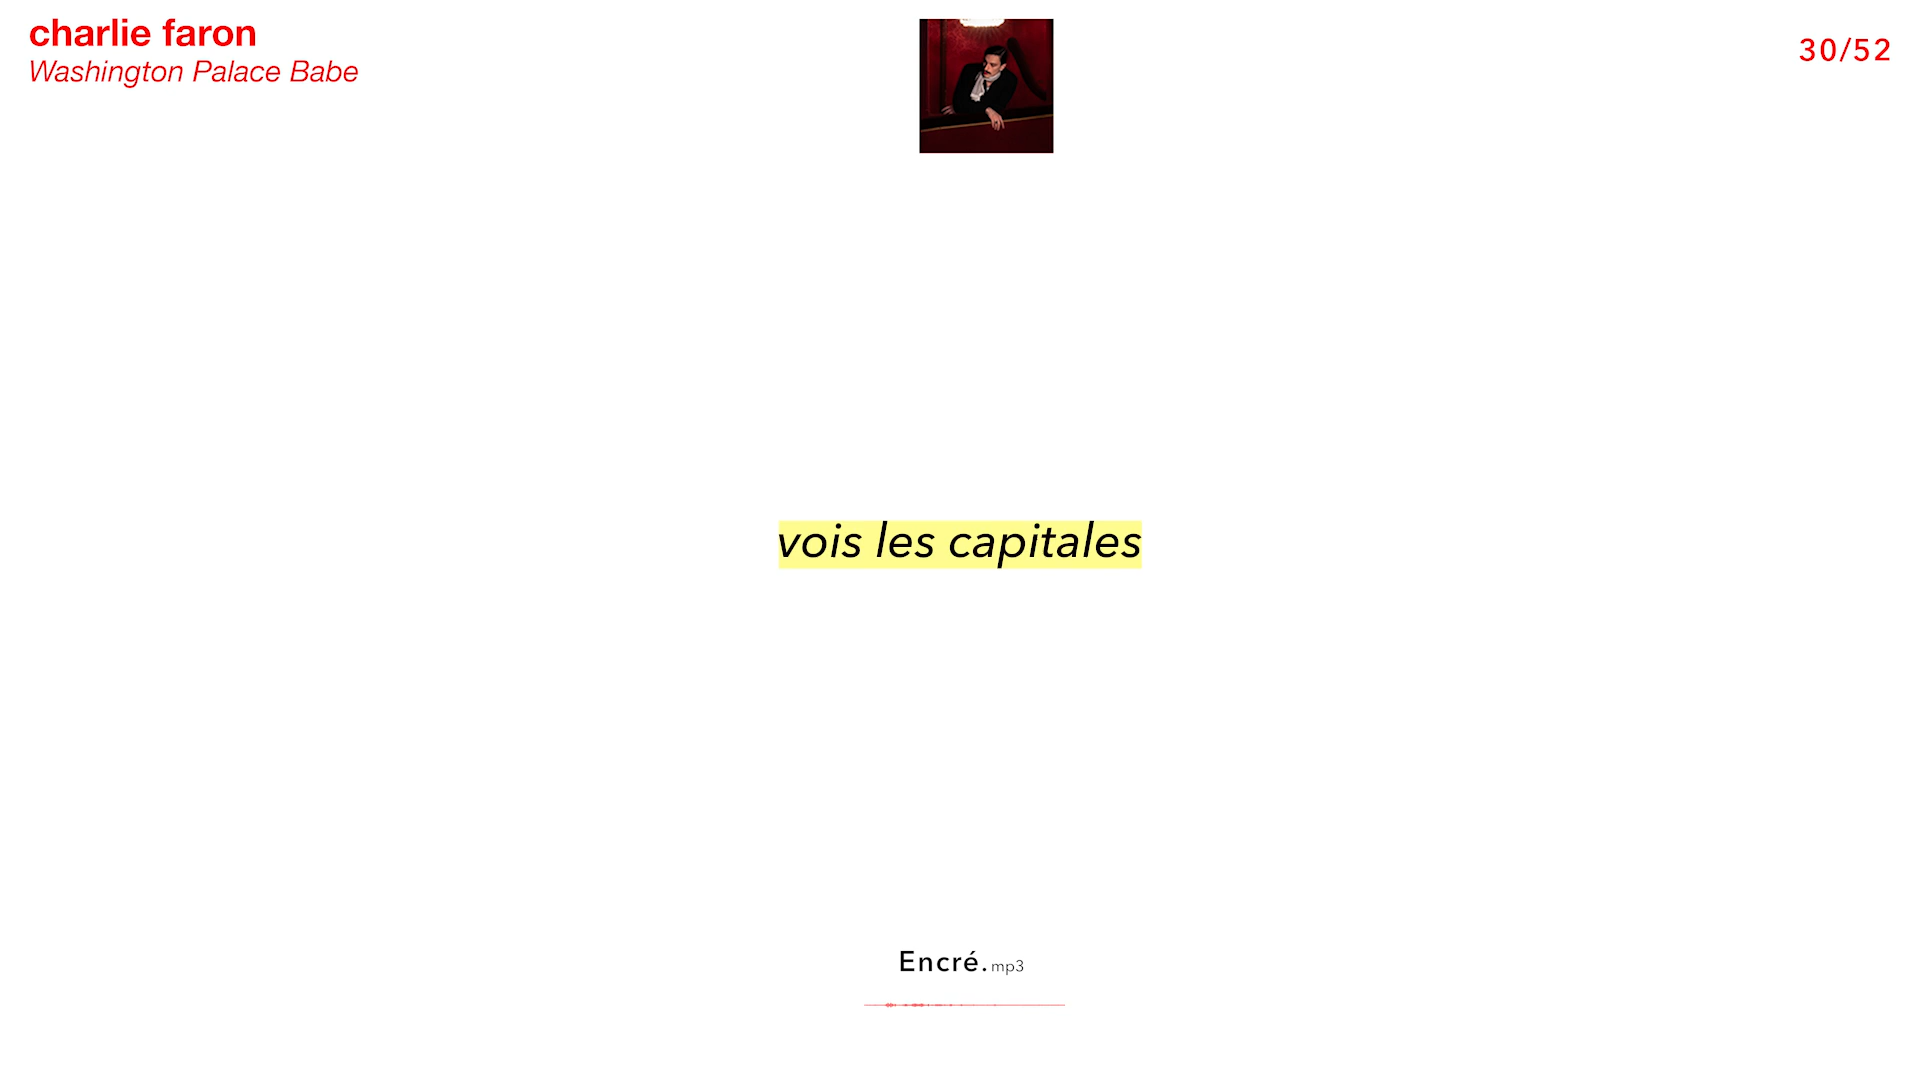 charlie faron
Washington Palace Babe
30/52
vois les capitales
Encré.mp3